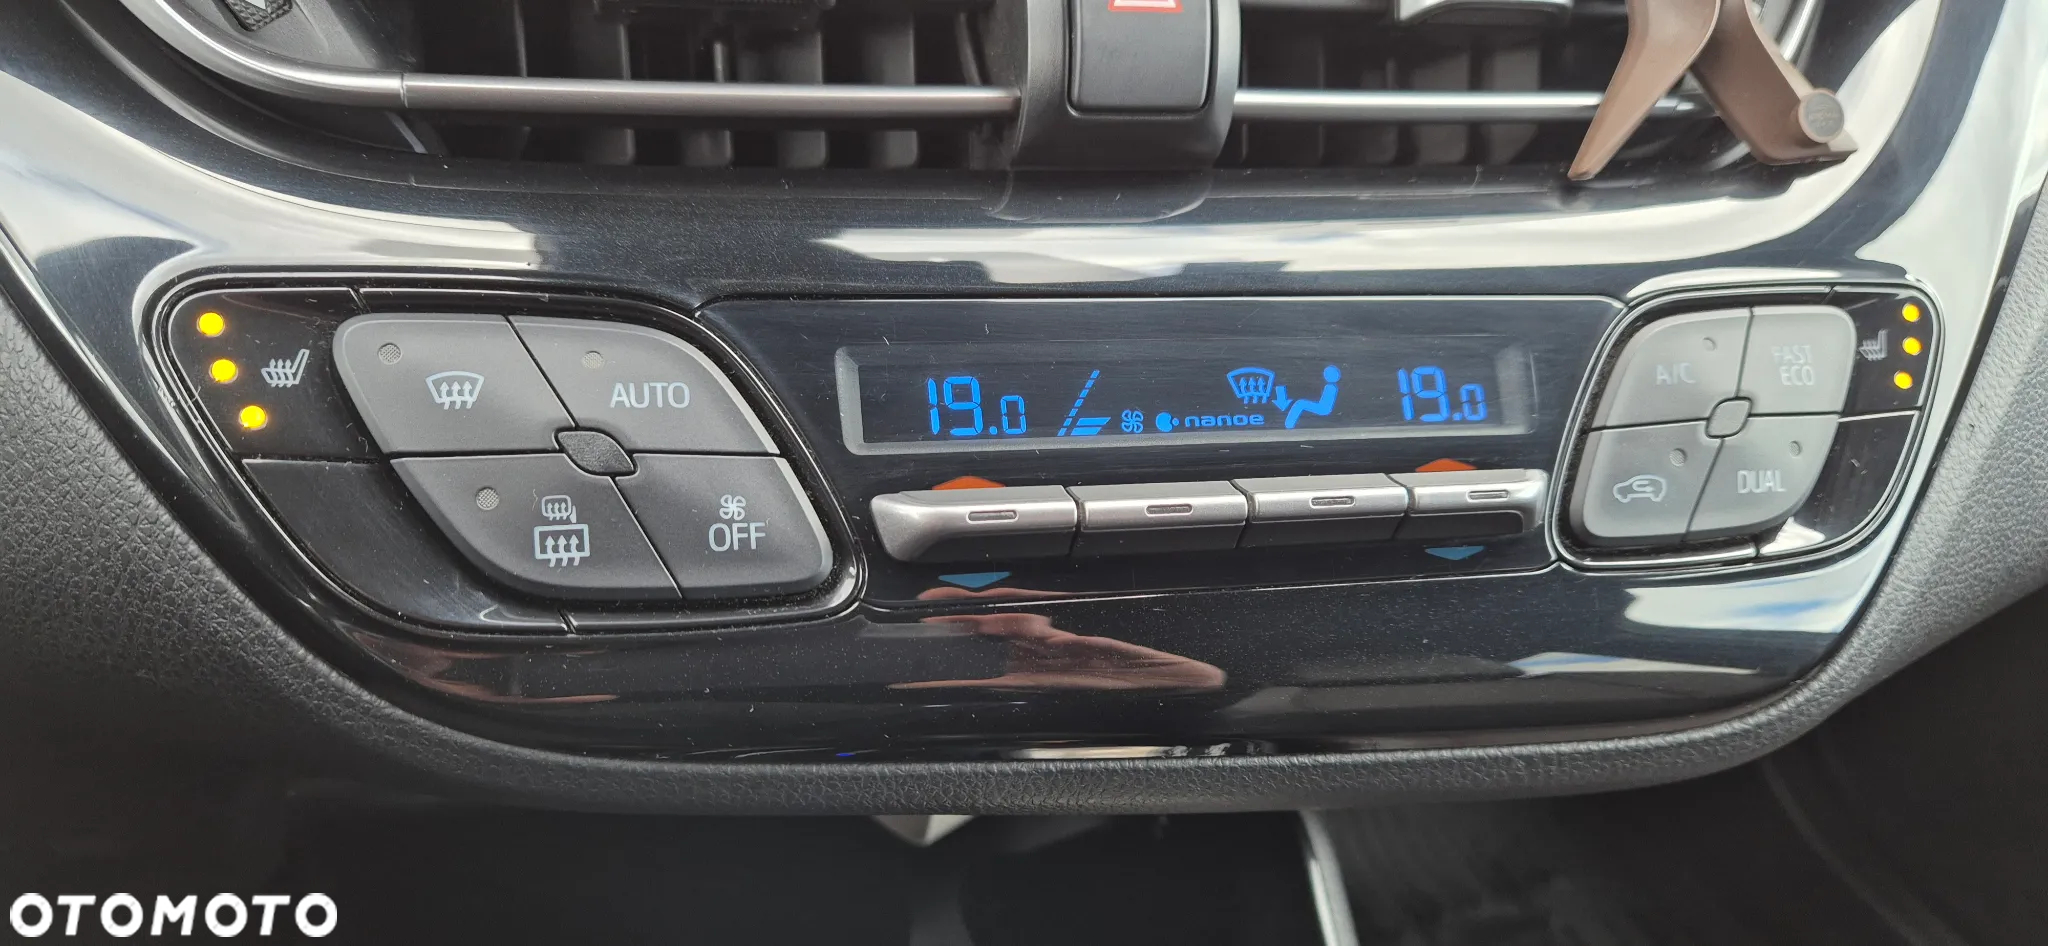 AUTO
OFF
19.0
nanoe
19.0
A/C
FAST
ECO
DUAL
OTOMOTO